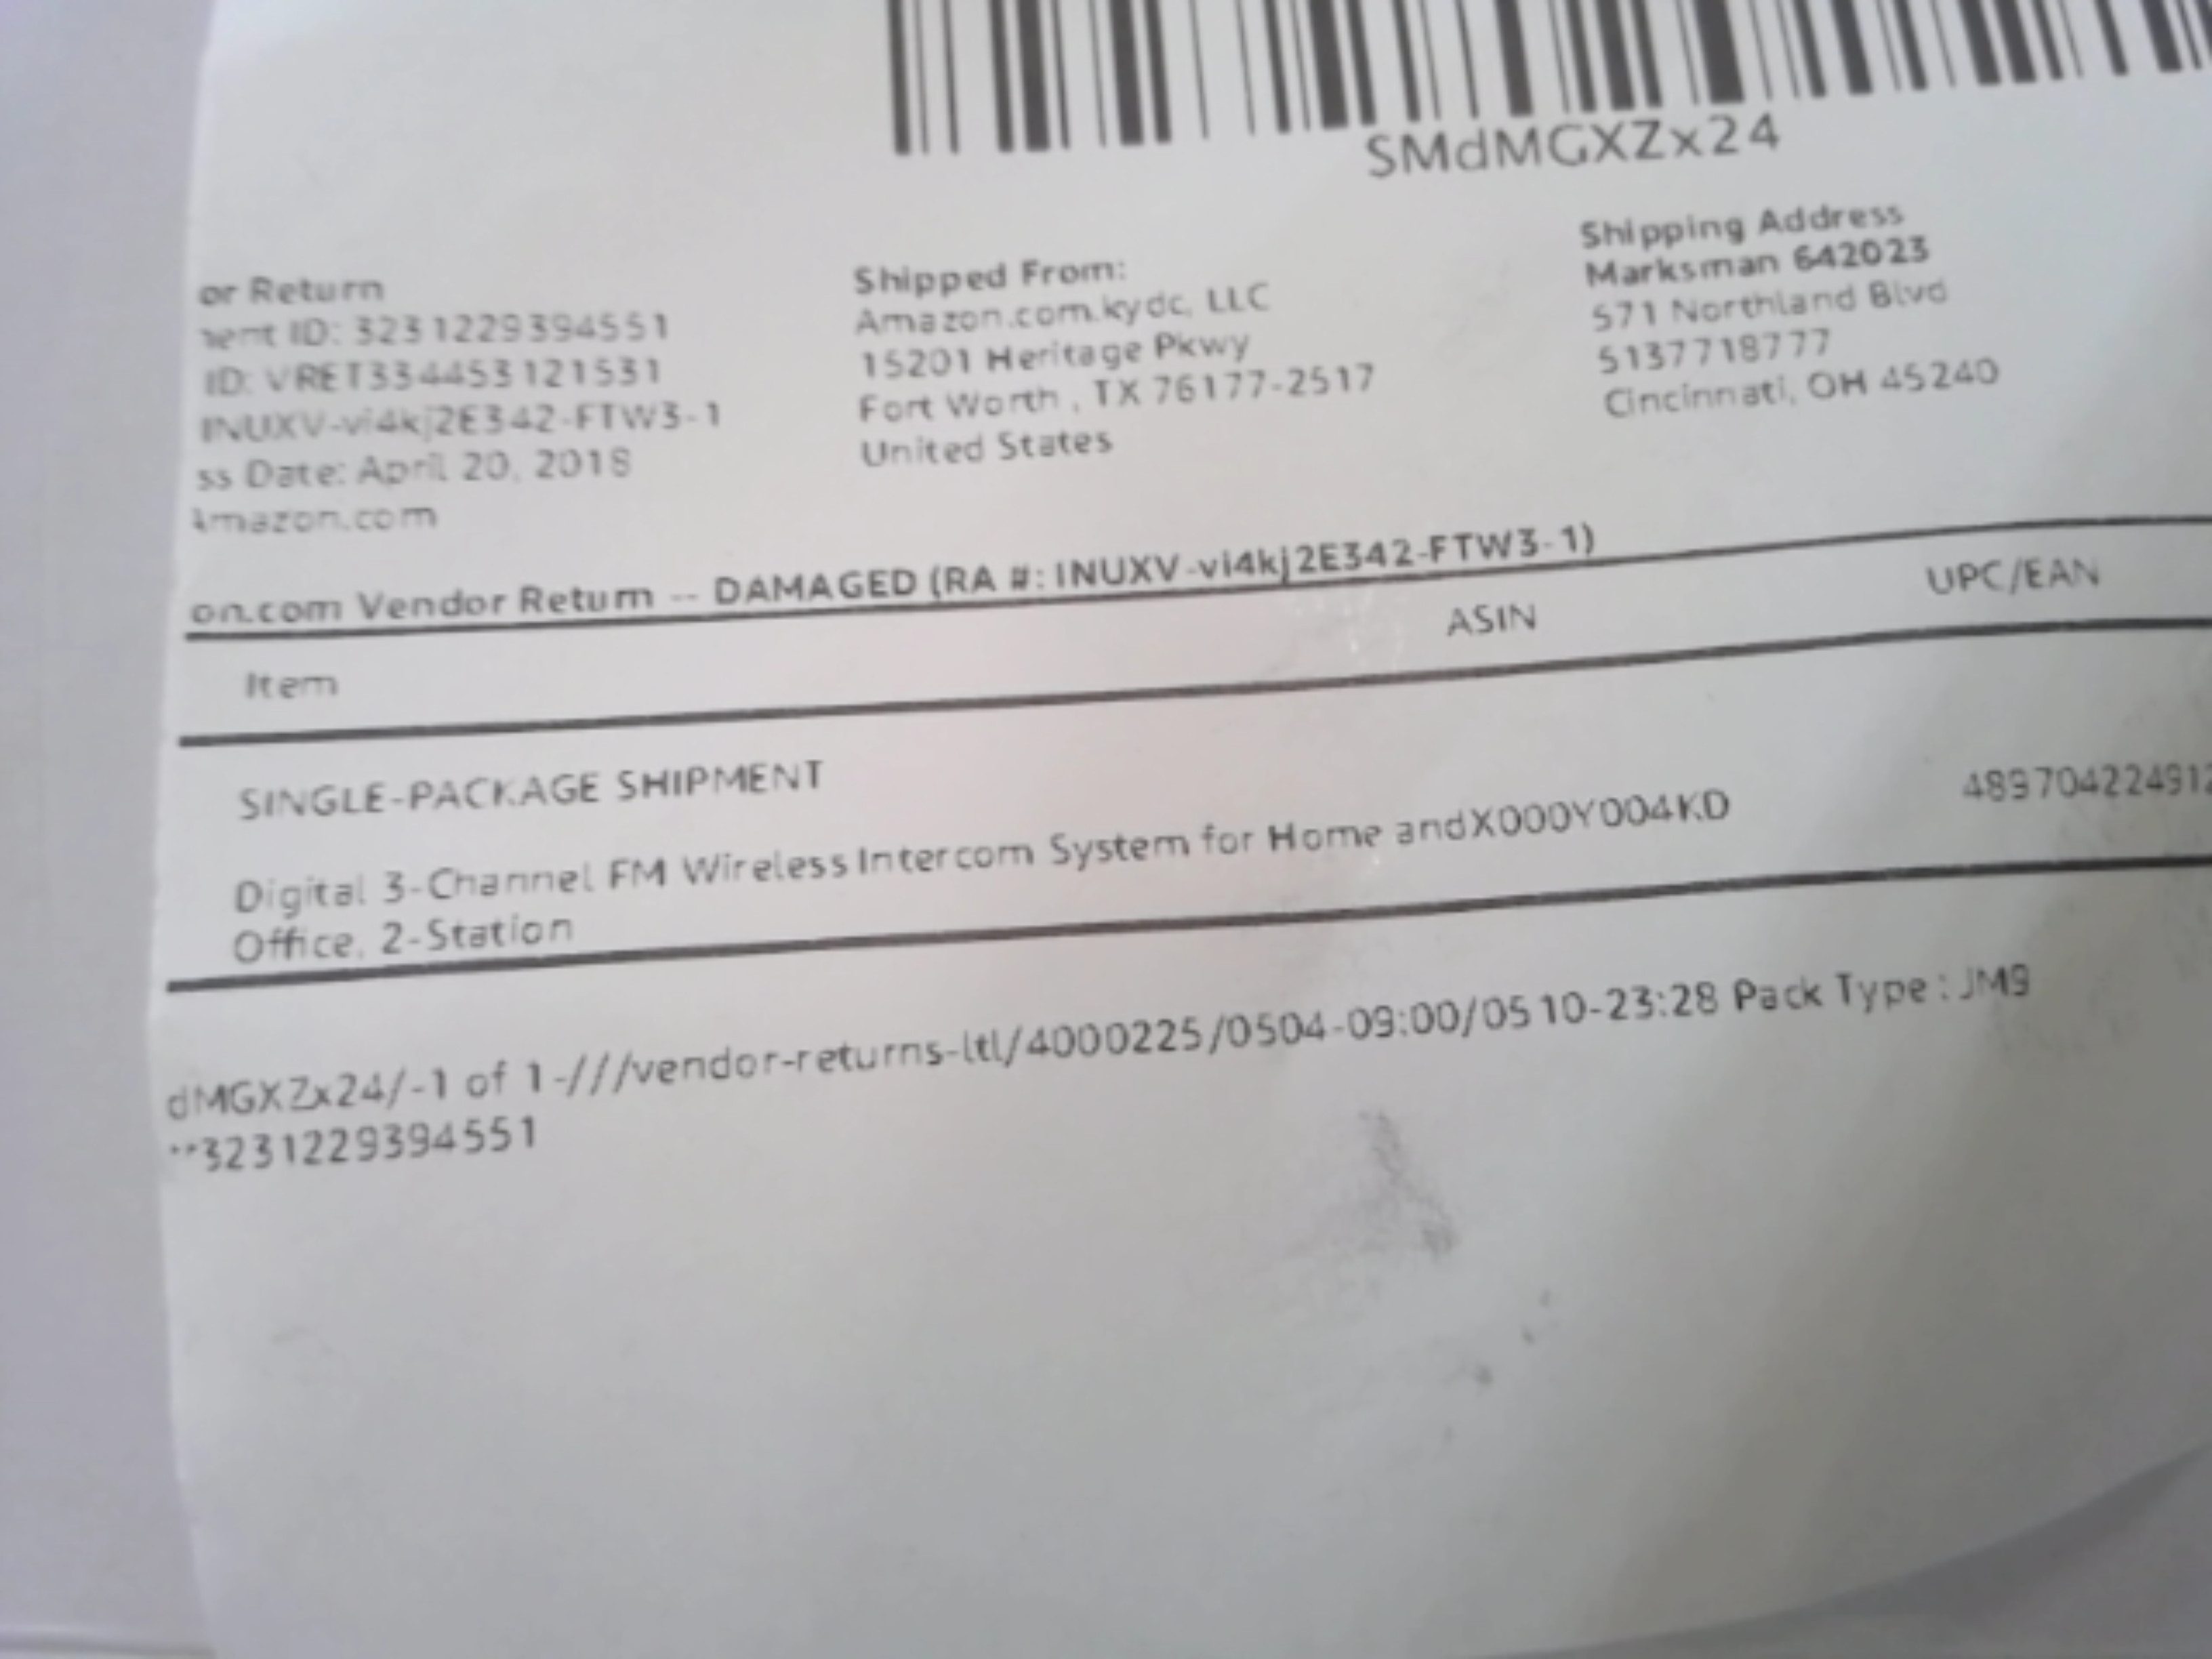 SMdMGXZx24
or Return
ent ID: 3231229394551
ID: VRET334453121531
INUXV-vi4kj2E342-FTW3-1
ss Date: April 20, 2018
Amazon.com
Shipped From:
Amazon.com.kydc, LLC
15201 Heritage Pkwy
Fort Worth , TX 76177-2517
United States
Shipping Address
Marksman 642023
571 Northland Blvd
5137718777
Cincinnati, OH 45240
on.com Vendor Return -- DAMAGED (RA #: INUXV-vi4kj2E342-FTW3-1)
Item ASIN UPC/EAN
SINGLE-PACKAGE SHIPMENT
Digital 3-Channel FM Wireless Intercom System for Home andX000Y004KD 489704224912
Office, 2-Station
dMGXZx24/-1 of 1-///vendor-returns-ltl/4000225/0504-09:00/0510-23:28 Pack Type : JM9
**3231229394551